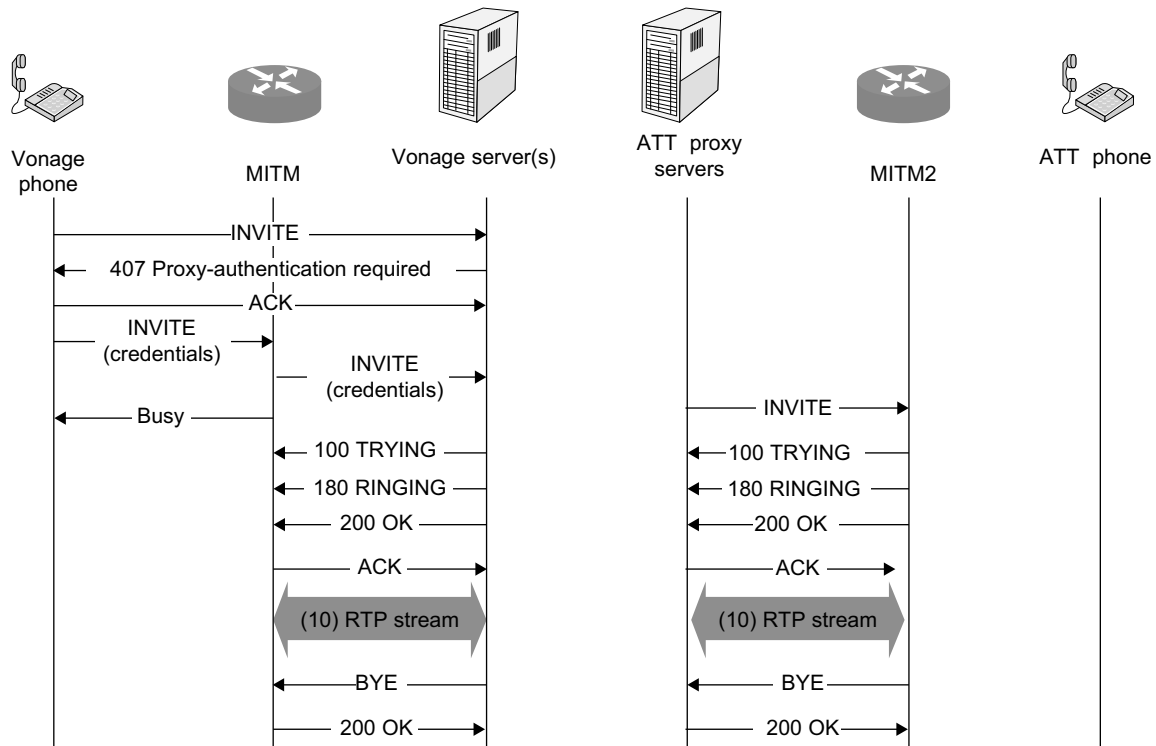 Vonage
phone
MITM
Vonage server(s)
ATT proxy
servers
MITM2
ATT phone
INVITE
407 Proxy-authentication required
ACK
INVITE
(credentials)
INVITE
(credentials)
Busy
INVITE
100 TRYING
100 TRYING
180 RINGING
180 RINGING
200 OK
200 OK
ACK
ACK
(10) RTP stream
(10) RTP stream
BYE
BYE
200 OK
200 OK